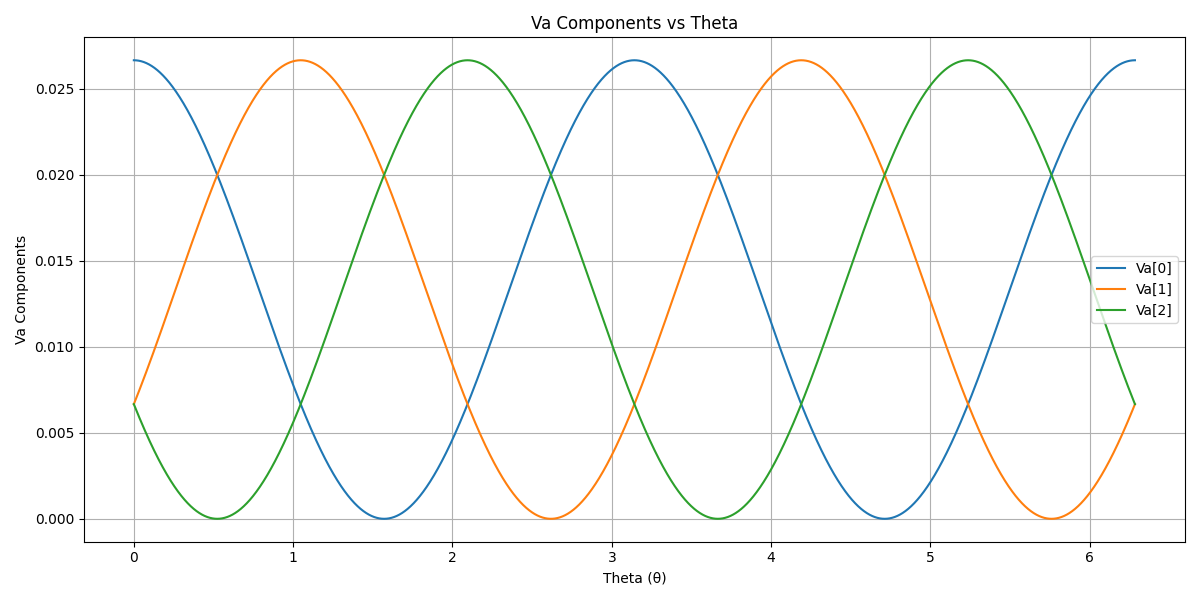 Va Components vs Theta
Va Components
0.025
0.020
0.015
0.010
0.005
0.000
Va[0]
Va[1]
Va[2]
0 1 2 3 4 5 6
Theta (θ)